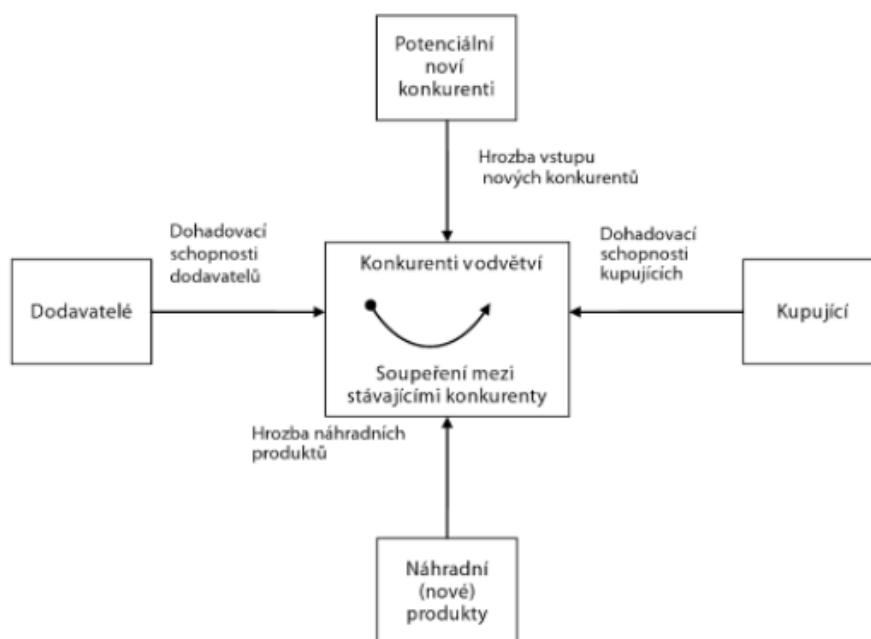 Potenciální
noví
konkurenti
Hrozba vstupu
nových konkurentů
Dohadovací
schopnosti
dodavatelů
Dohadovací
schopnosti
kupujících
Dodavatelé
Konkurenti vodvětví
Kupující
Soupeření mezi
stávajícími konkurenty
Hrozba náhradních
produktů
Náhradní
(nové)
produkty